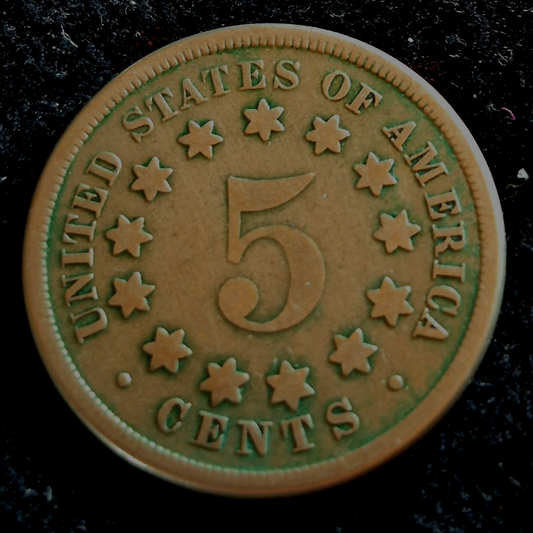 UNITED STATES OF AMERICA
5
CENTS